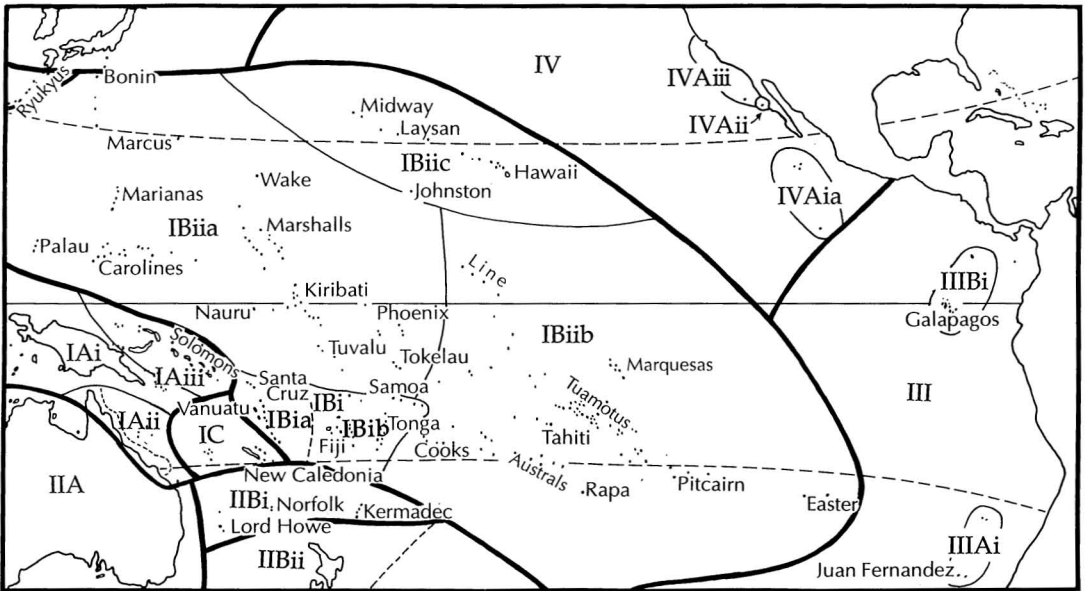 IV
Bonin
Ryukyus
IVAiii
Midway
IVAii
Laysan
Marcus
IBiic
Hawaii
Wake
Johnston
Marianas
IVAia
IBiia
Marshalls
Palau
Carolines
Line
IIIBi
Kiribati
Nauru
Phoenix
Galapagos
IBiib
Solomons
IAi
Tuvalu
Tokelau
Marquesas
IAiii
Santa
Cruz
Samoa
III
Tuamotus
Vanuatu
IBi
IAii
IBia
IBib
Tonga
IC
Fiji
Tahiti
Cooks
New Caledonia
Australs
IIA
Rapa
Pitcairn
IIBi
Norfolk
Kermadec
Easter
Lord Howe
IIBii
IIIAi
Juan Fernandez